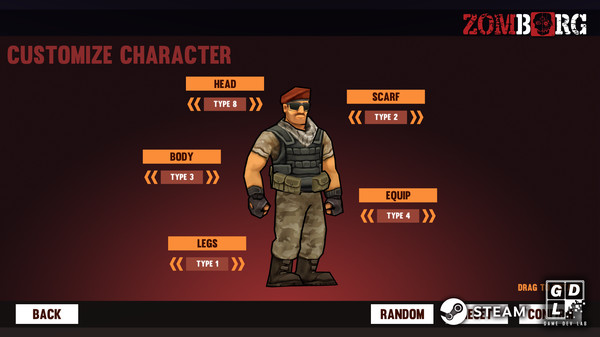 ZOMBORG
CUSTOMIZE CHARACTER
HEAD
TYPE 8
SCARF
TYPE 2
BODY
TYPE 3
EQUIP
TYPE 4
LEGS
TYPE 1
DRAG
BACK
RANDOM
STEAM
GDL
GAME DEV LAB